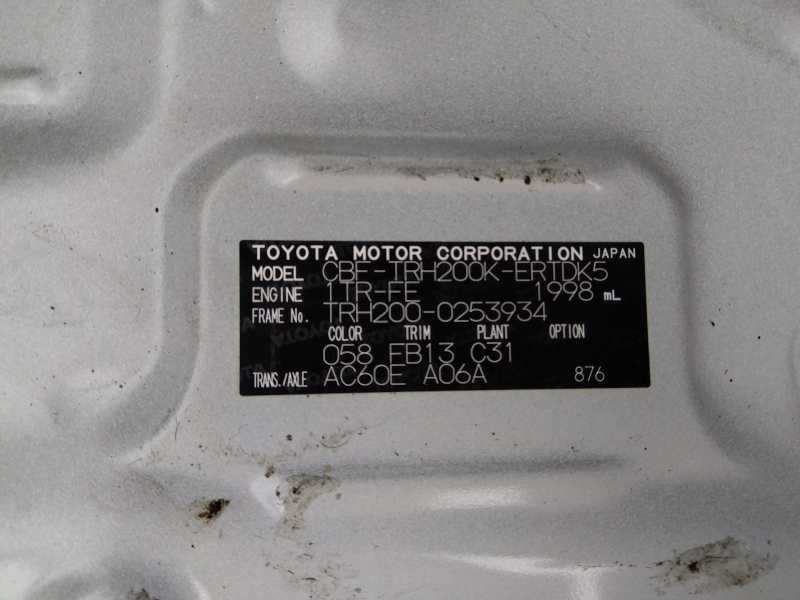 TOYOTA MOTOR CORPORATION JAPAN
MODEL CBF-TRH200K-ERTDK5
ENGINE 1TR-FE 1998 mL
FRAME No. TRH200-0253934
COLOR TRIM PLANT OPTION
058 FB13 C31
TRANS./AXLE AC60E A06A 876